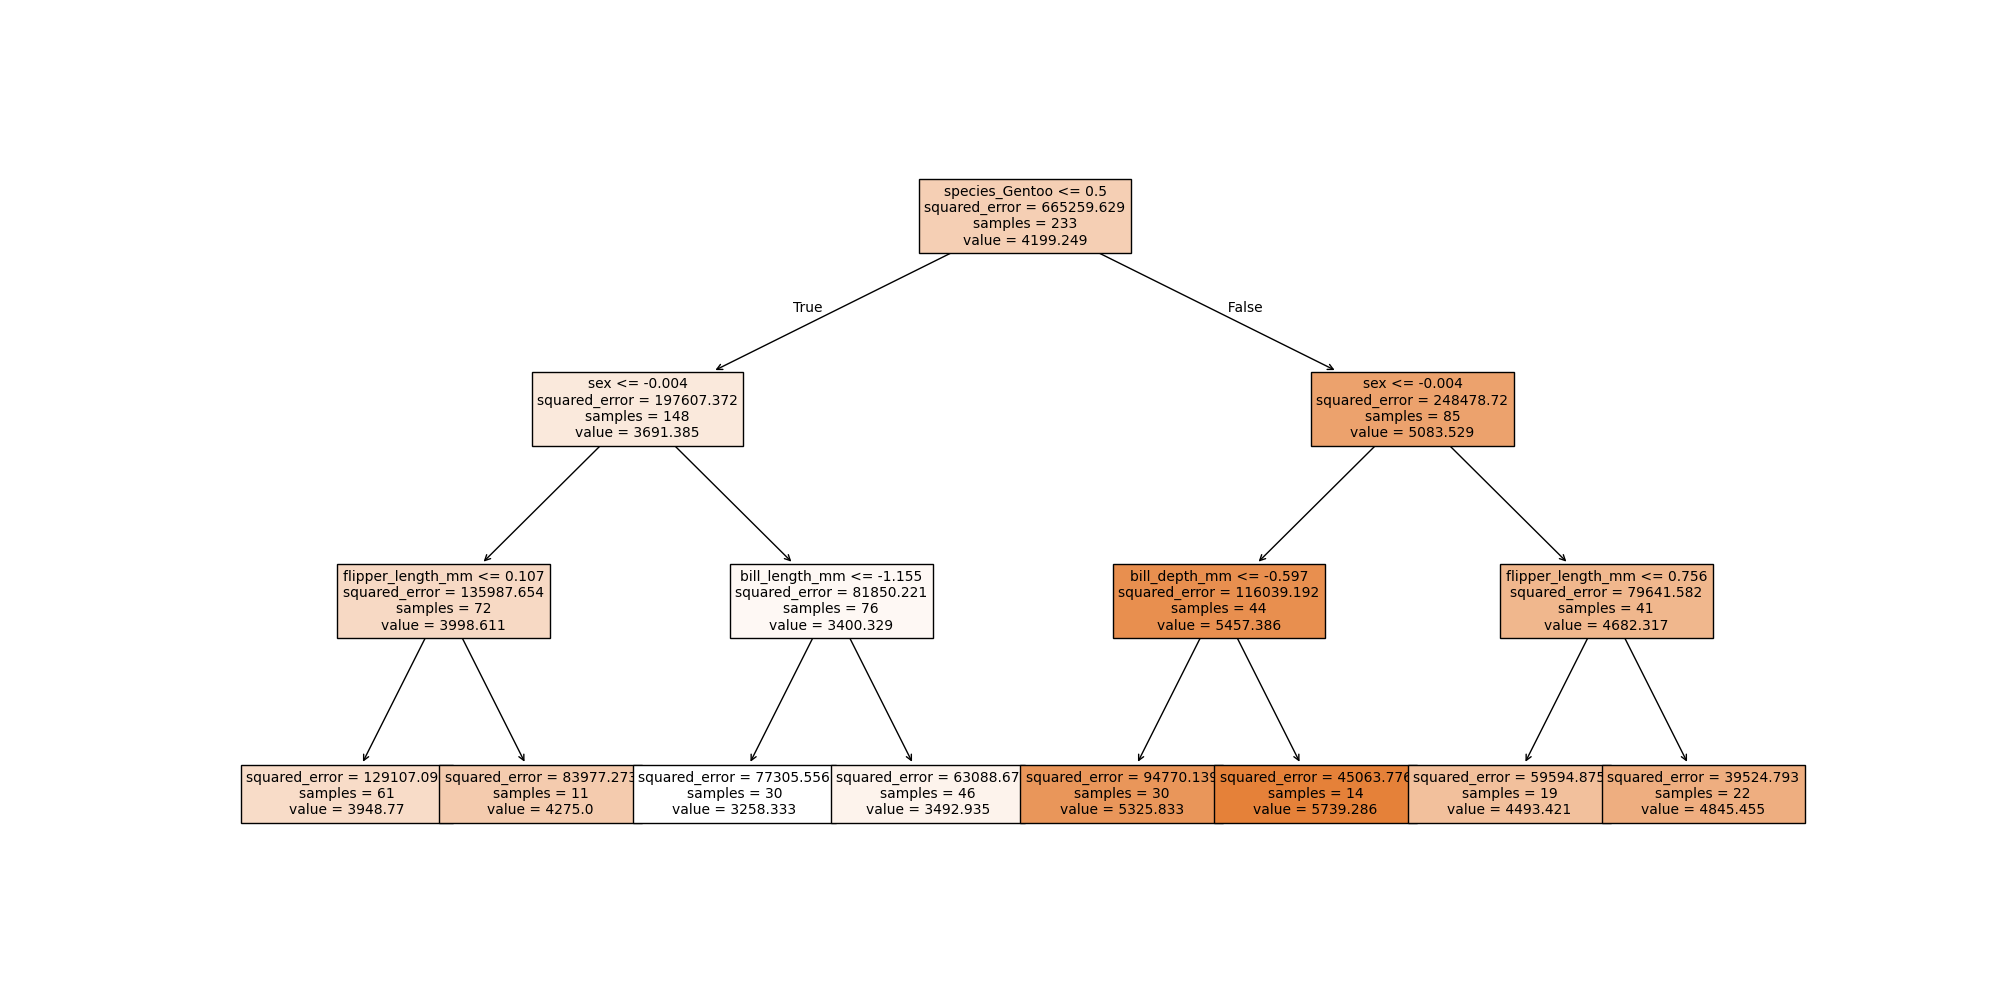 species_Gentoo <= 0.5
squared_error = 665259.629
samples = 233
value = 4199.249
True
False
sex <= -0.004
squared_error = 197607.372
samples = 148
value = 3691.385
sex <= -0.004
squared_error = 248478.72
samples = 85
value = 5083.529
flipper_length_mm <= 0.107
squared_error = 135987.654
samples = 72
value = 3998.611
bill_length_mm <= -1.155
squared_error = 81850.221
samples = 76
value = 3400.329
bill_depth_mm <= -0.597
squared_error = 116039.192
samples = 44
value = 5457.386
flipper_length_mm <= 0.756
squared_error = 79641.582
samples = 41
value = 4682.317
squared_error = 129107.09
samples = 61
value = 3948.77
squared_error = 83977.273
samples = 11
value = 4275.0
squared_error = 77305.556
samples = 30
value = 3258.333
squared_error = 63088.67
samples = 46
value = 3492.935
squared_error = 94770.139
samples = 30
value = 5325.833
squared_error = 45063.776
samples = 14
value = 5739.286
squared_error = 59594.875
samples = 19
value = 4493.421
squared_error = 39524.793
samples = 22
value = 4845.455